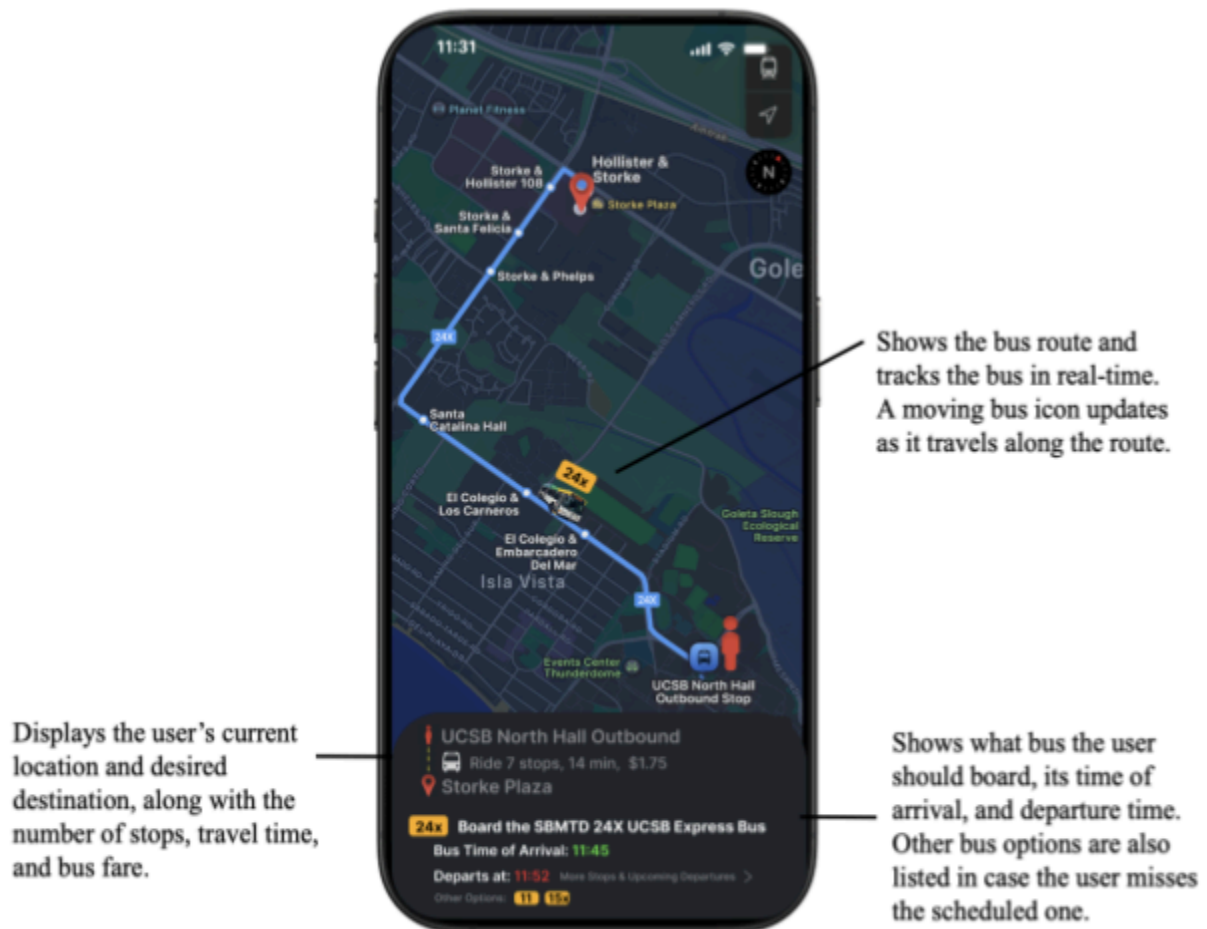 11:31
Planet Fitness
Hollister &
Storke
Storke &
Hollister 108
Storke Plaza
N
Storke &
Santa Felicia
Storke & Phelps
Gole
24X
Santa
Catalina Hall
24x
El Colegio &
Los Carneros
Goleta Slough
Ecological
Reserve
El Colegio &
Embarcadero
Del Mar
Isla Vista
24X
Events Center
Thunderdome
UCSB North Hall
Outbound Stop
UCSB North Hall Outbound
Ride 7 stops, 14 min, $1.75
Storke Plaza
24x Board the SBMTD 24X UCSB Express Bus
Bus Time of Arrival: 11:45
Departs at: 11:52 More Stops & Upcoming Departures >
Other Options: 11 15x
Shows the bus route and
tracks the bus in real-time.
A moving bus icon updates
as it travels along the route.
Displays the user’s current
location and desired
destination, along with the
number of stops, travel time,
and bus fare.
Shows what bus the user
should board, its time of
arrival, and departure time.
Other bus options are also
listed in case the user misses
the scheduled one.